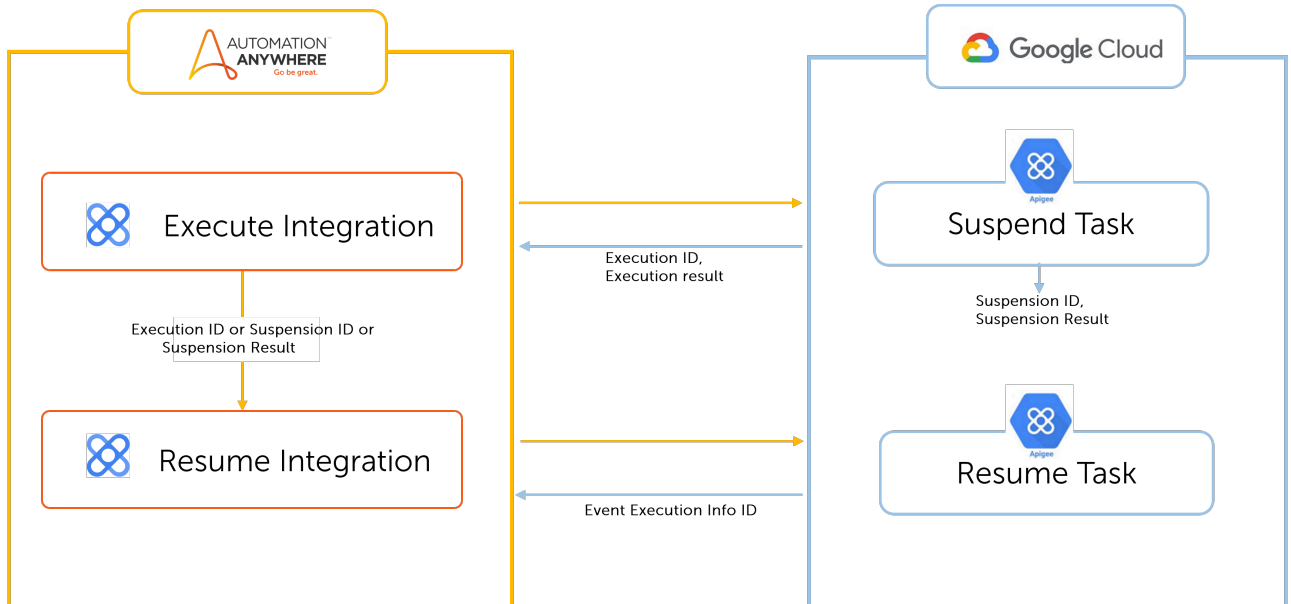 AUTOMATION™
ANYWHERE
Go be great.
Google Cloud
Apigee
Execute Integration
Suspend Task
Execution ID,
Execution result
Suspension ID,
Suspension Result
Execution ID or Suspension ID or
Suspension Result
Apigee
Resume Integration
Resume Task
Event Execution Info ID